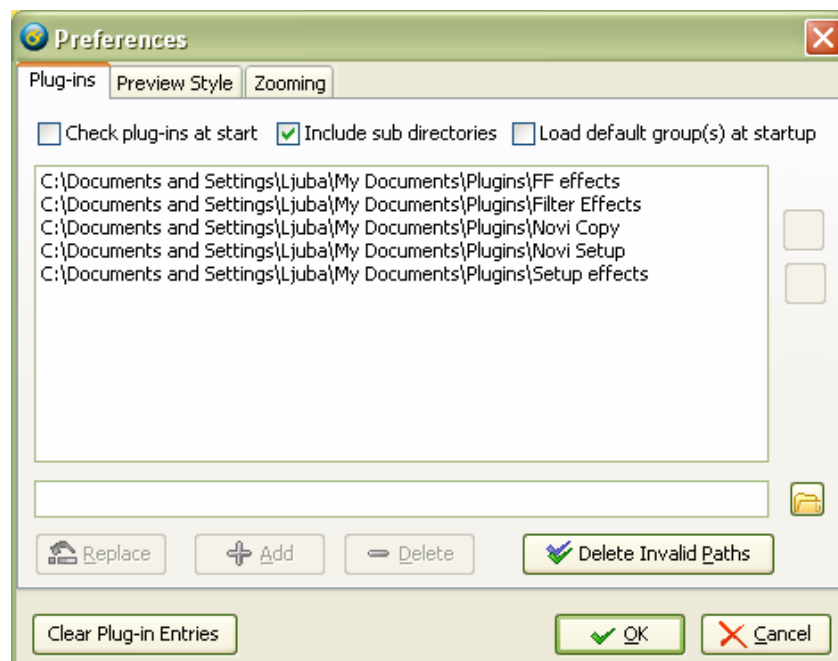 Preferences
Plug-ins Preview Style Zooming
Check plug-ins at start Include sub directories Load default group(s) at startup
C:\Documents and Settings\Ljuba\My Documents\Plugins\FF effects
C:\Documents and Settings\Ljuba\My Documents\Plugins\Filter Effects
C:\Documents and Settings\Ljuba\My Documents\Plugins\Novi Copy
C:\Documents and Settings\Ljuba\My Documents\Plugins\Novi Setup
C:\Documents and Settings\Ljuba\My Documents\Plugins\Setup effects
Replace Add Delete Delete Invalid Paths
Clear Plug-in Entries OK Cancel